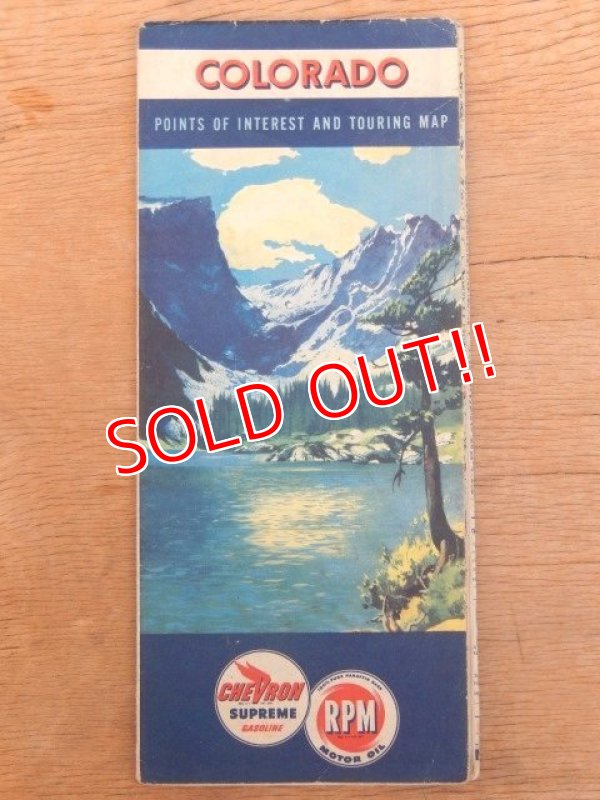 COLORADO
POINTS OF INTEREST AND TOURING MAP
SOLD OUT!!
CHEVRON
SUPREME
GASOLINE
RPM
MOTOR OIL